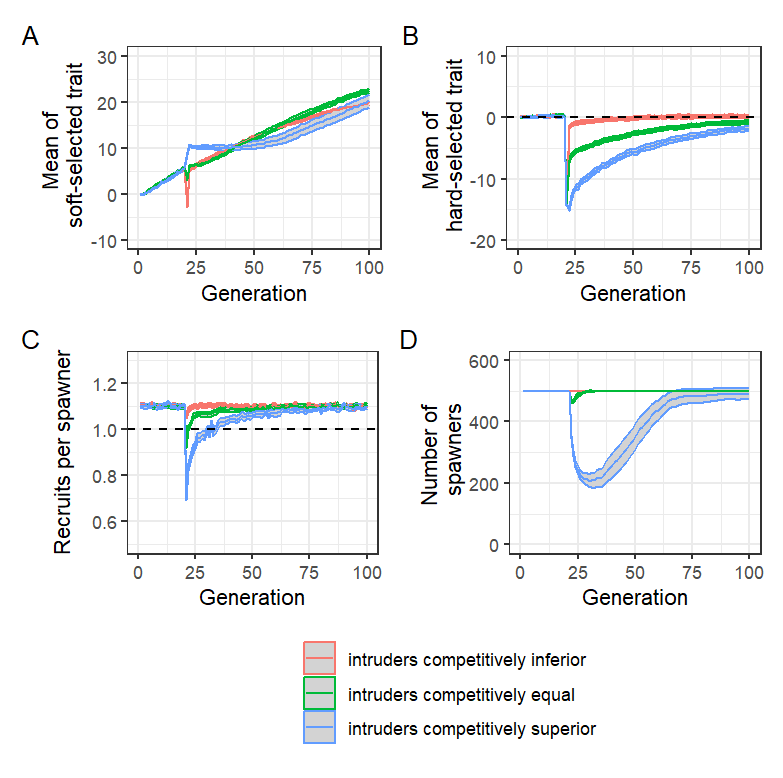 A
Mean of
soft-selected trait
30
20
10
0
-10
0 25 50 75 100
Generation
B
Mean of
hard-selected trait
10
0
-10
-20
0 25 50 75 100
Generation
C
Recruits per spawner
1.2
1.0
0.8
0.6
0 25 50 75 100
Generation
D
Number of
spawners
600
400
200
0
0 25 50 75 100
Generation
intruders competitively inferior
intruders competitively equal
intruders competitively superior